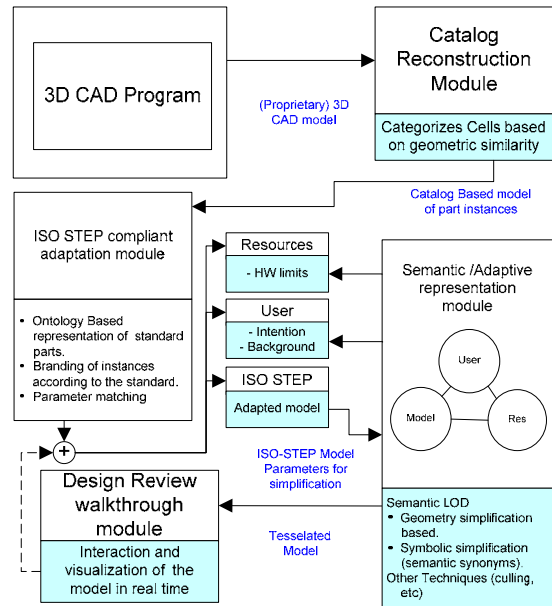 3D CAD Program
(Proprietary) 3D
CAD model
Catalog
Reconstruction
Module
Categorizes Cells based
on geometric similarity
Catalog Based model
of part instances
ISO STEP compliant
adaptation module
• Ontology Based
representation of standard
parts.
• Branding of instances
according to the standard.
• Parameter matching
+
Resources
- HW limits
User
- Intention
- Background
ISO STEP
Adapted model
ISO-STEP Model
Parameters for
simplification
Semantic /Adaptive
representation
module
User
Model
Res
Semantic LOD
• Geometry simplification
based.
• Symbolic simplification
(semantic synonyms).
Other Techniques (culling,
etc)
Tesselated
Model
Design Review
walkthrough
module
Interaction and
visualization of the
model in real time